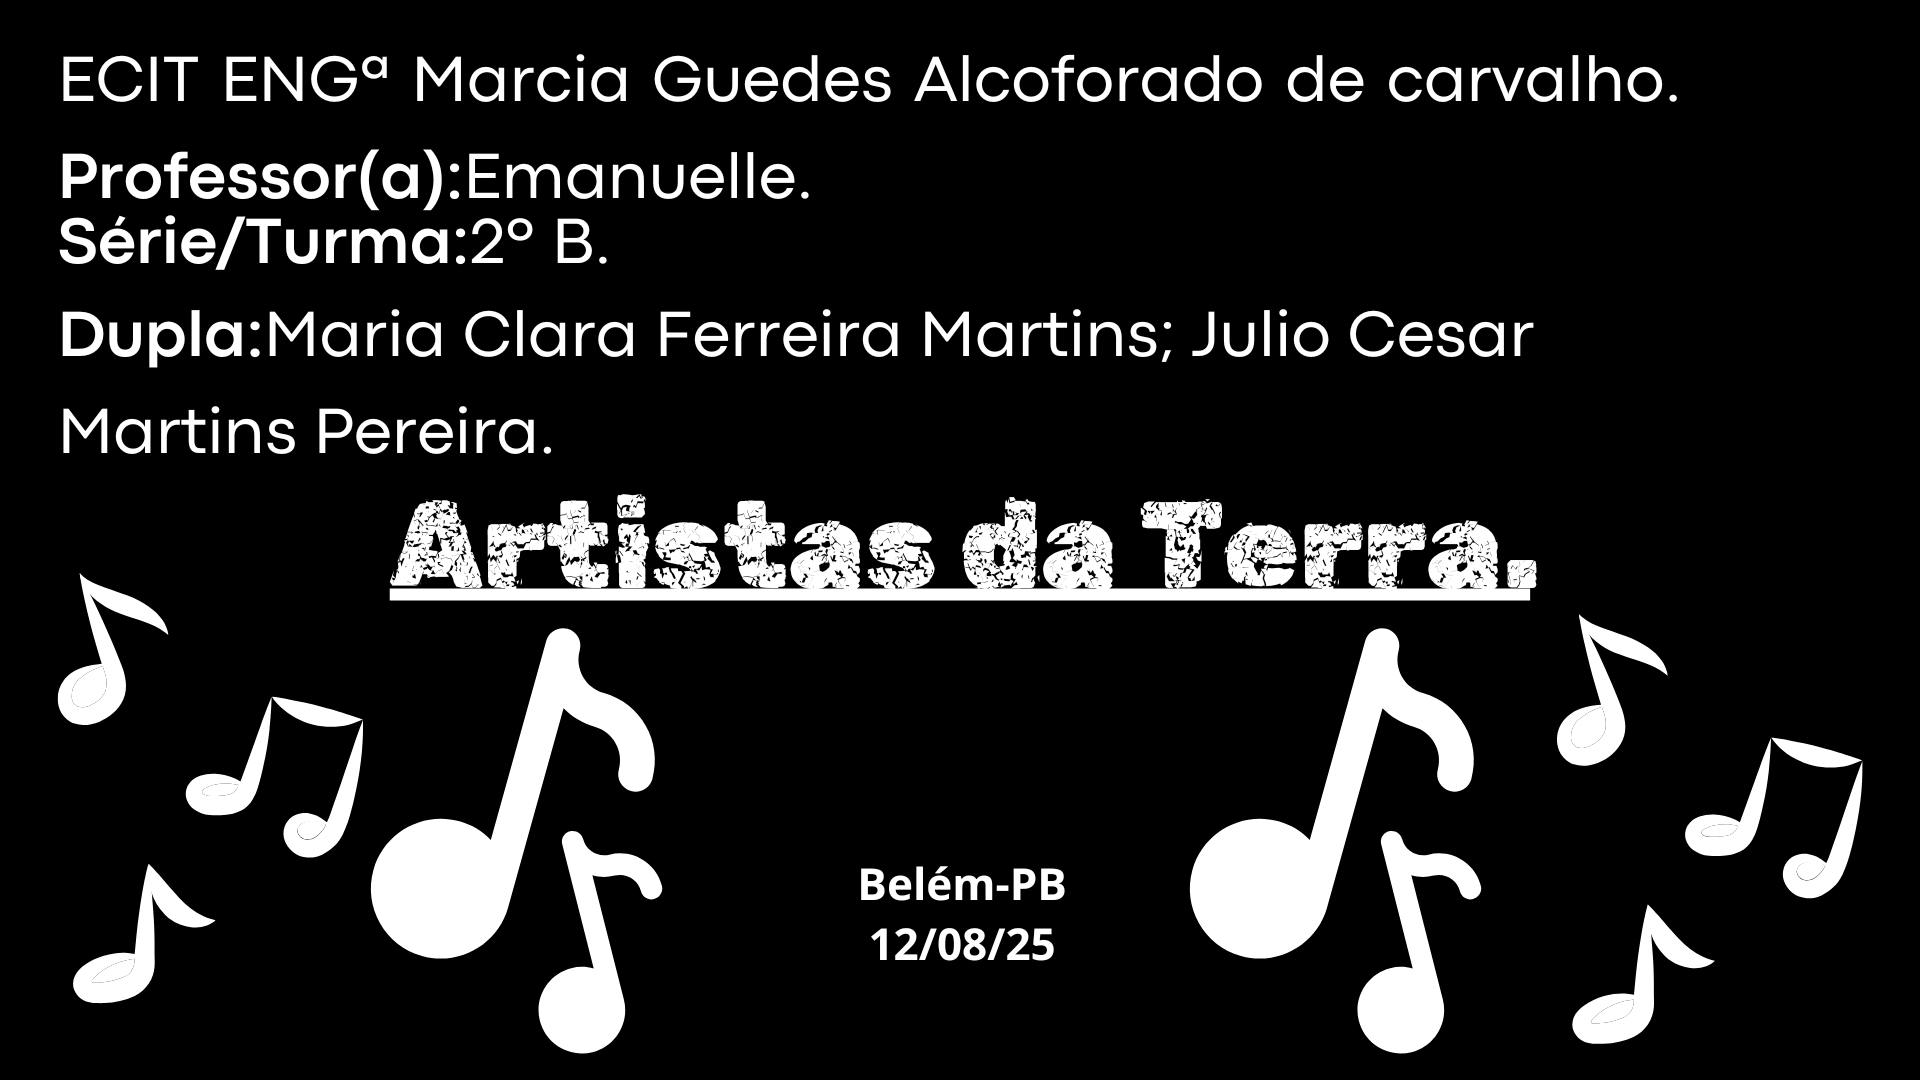 ECIT ENGª Marcia Guedes Alcoforado de carvalho.
Professor(a):Emanuelle.
Série/Turma:2º B.
Dupla:Maria Clara Ferreira Martins; Julio Cesar
Martins Pereira.
Artistas da Terra.
Belém-PB
12/08/25